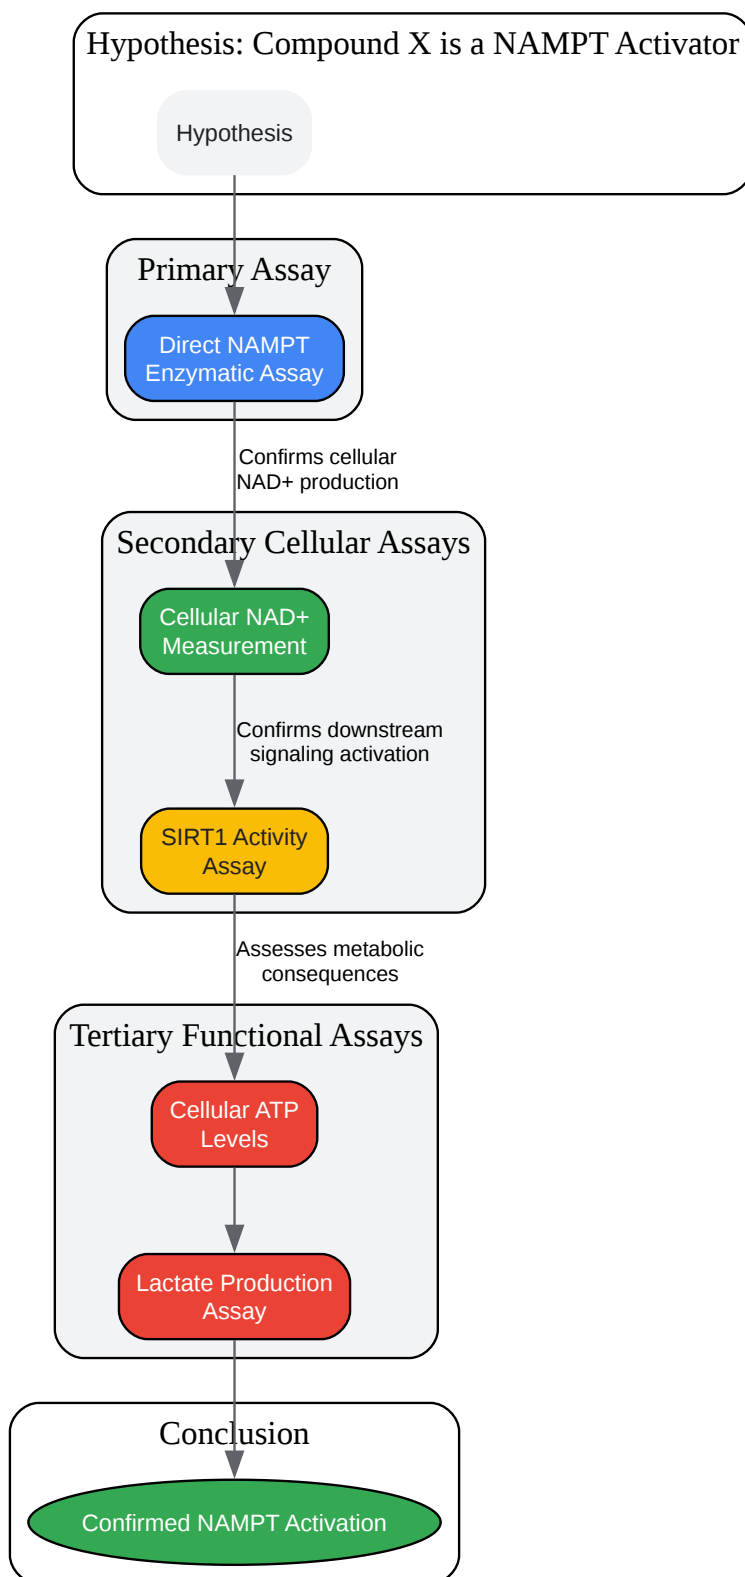 Hypothesis: Compound X is a NAMPT Activator
Hypothesis
Primary Assay
Direct NAMPT
Enzymatic Assay
Confirms cellular
NAD+ production
Secondary Cellular Assays
Cellular NAD+
Measurement
Confirms downstream
signaling activation
SIRT1 Activity
Assay
Assesses metabolic
consequences
Tertiary Functional Assays
Cellular ATP
Levels
Lactate Production
Assay
Conclusion
Confirmed NAMPT Activation